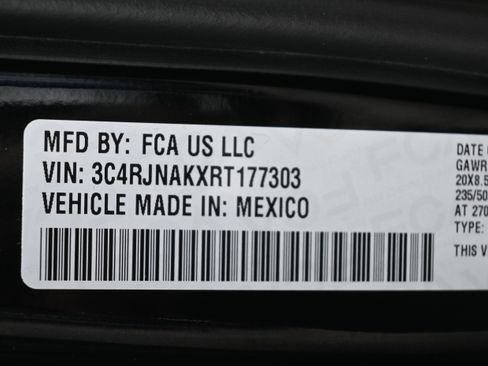 MFD BY: FCA US LLC
VIN: 3C4RJNAKXRT177303
VEHICLE MADE IN: MEXICO
DATE
GAWR
20X8.5
235/50
AT 270
TYPE:
THIS V